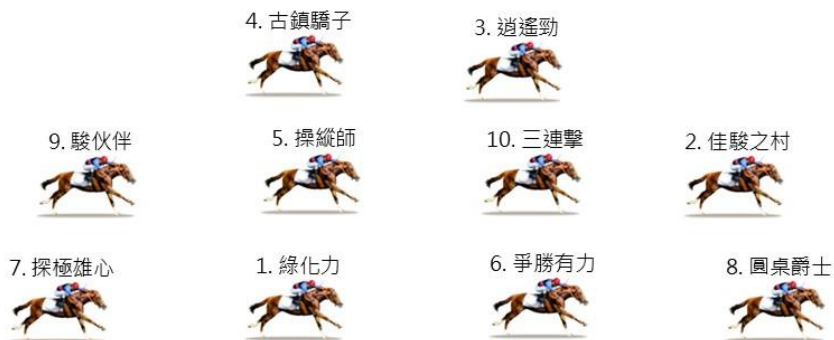 4. 古鎮驕子
3. 逍遙勁
9. 駿伙伴
5. 操縱師
10. 三連擊
2. 佳駿之村
7. 探極雄心
1. 綠化力
6. 爭勝有力
8. 圓桌爵士